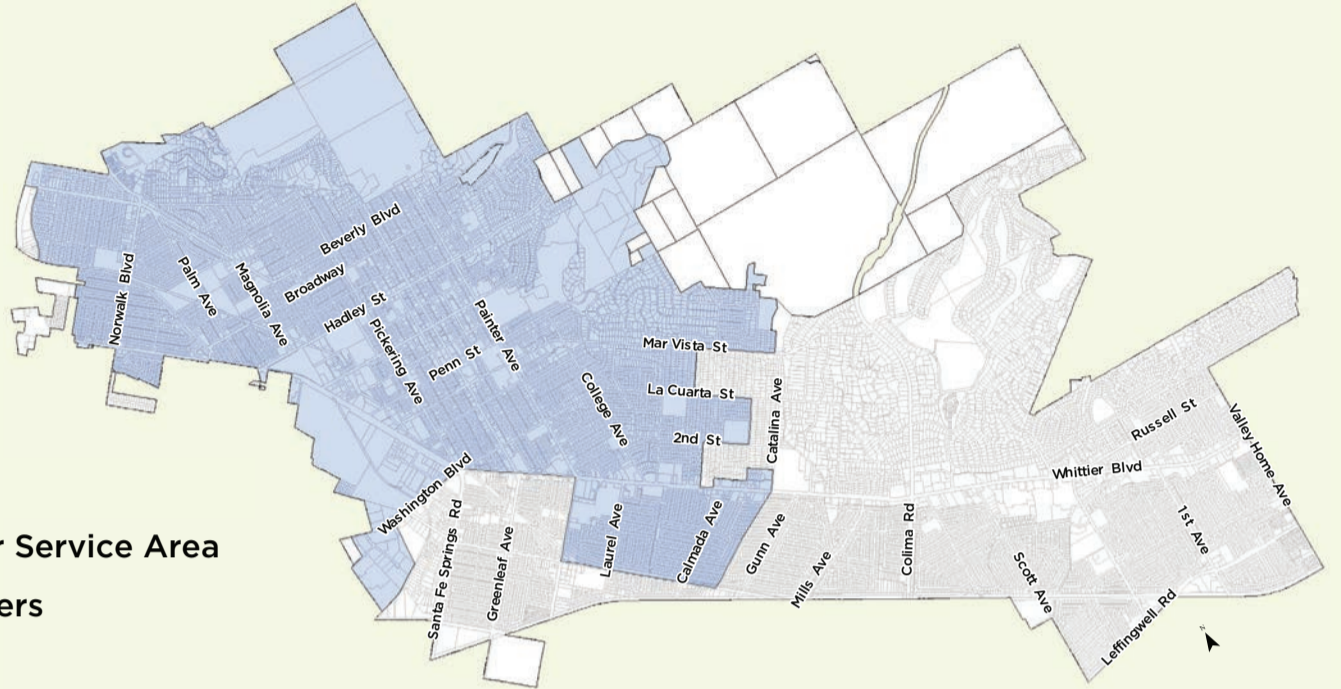 Beverly Blvd
Norwalk Blvd
Palm Ave
Magnolia Ave
Broadway
Hadley St
Pickering Ave
Penn St
Painter Ave
College Ave
Mar Vista St
La Cuarta St
2nd St
Catalina Ave
Washington Blvd
Santa Fe Springs Rd
Greenleaf Ave
Laurel Ave
Calmada Ave
Gunn Ave
Mills Ave
Colima Rd
Whittier Blvd
Russell St
Valley Home Ave
1st Ave
Scott Ave
Leffingwell Rd
r Service Area
ers
N